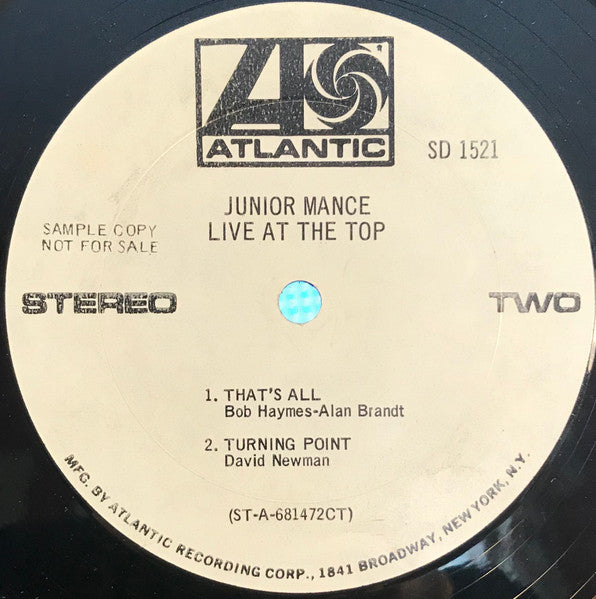 ATLANTIC
SD 1521
JUNIOR MANCE
LIVE AT THE TOP
SAMPLE COPY
NOT FOR SALE
STEREO
TWO
1. THAT'S ALL
Bob Haymes-Alan Brandt
2. TURNING POINT
David Newman
(ST-A-681472CT)
MFG. BY ATLANTIC RECORDING CORP., 1841 BROADWAY, NEW YORK, N.Y.